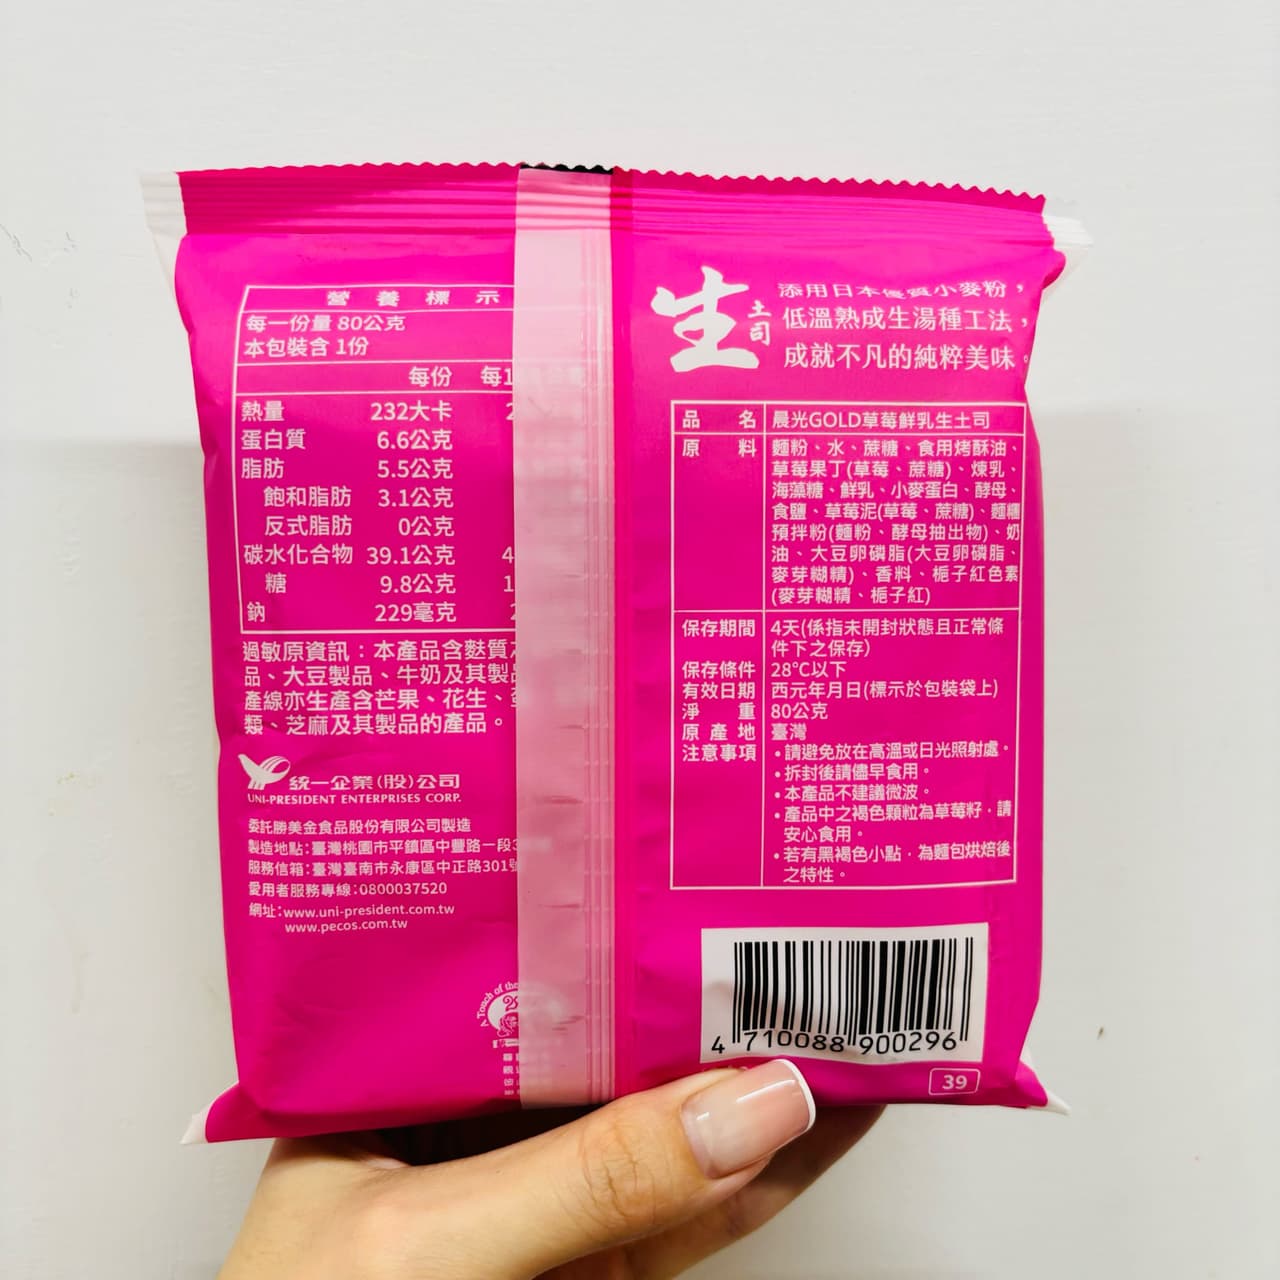 營養標示
每一份量 80公克
本包裝含 1份
每份 每1
熱量 232大卡 2
蛋白質 6.6公克
脂肪 5.5公克
飽和脂肪 3.1公克
反式脂肪 0公克
碳水化合物 39.1公克 4
糖 9.8公克 1
鈉 229毫克 2
過敏原資訊：本產品含麩質
品、大豆製品、牛奶及其製品
產線亦生產含芒果、花生、
類、芝麻及其製品的產品。
統一企業(股)公司
UNI-PRESIDENT ENTERPRISES CORP.
委託勝美金食品股份有限公司製造
製造地點：臺灣桃園市平鎮區中豐路一段
服務信箱：臺灣臺南市永康區中正路301號
愛用者服務專線：0800037520
網址：www.uni-president.com.tw
www.pecos.com.tw
A Touch of the
生土司
添用日本優質小麥粉，
低溫熟成生湯種工法，
成就不凡的純粹美味。
品名 晨光GOLD草莓鮮乳生土司
原料 麵粉、水、蔗糖、食用烤酥油、
草莓果丁(草莓、蔗糖)、煉乳、
海藻糖、鮮乳、小麥蛋白、酵母、
食鹽、草莓泥(草莓、蔗糖)、麵糰
預拌粉(麵粉、酵母抽出物)、奶
油、大豆卵磷脂(大豆卵磷脂、
麥芽糊精)、香料、梔子紅色素
(麥芽糊精、梔子紅)
保存期間 4天(係指未開封狀態且正常條
件下之保存)
保存條件 28℃以下
有效日期 西元年月日(標示於包裝袋上)
淨重 80公克
原產地 臺灣
注意事項 •請避免放在高溫或日光照射處。
•拆封後請儘早食用。
•本產品不建議微波。
•產品中之褐色顆粒為草莓籽，請
安心食用。
•若有黑褐色小點，為麵包烘焙後
之特性。
4 710088 900296
39